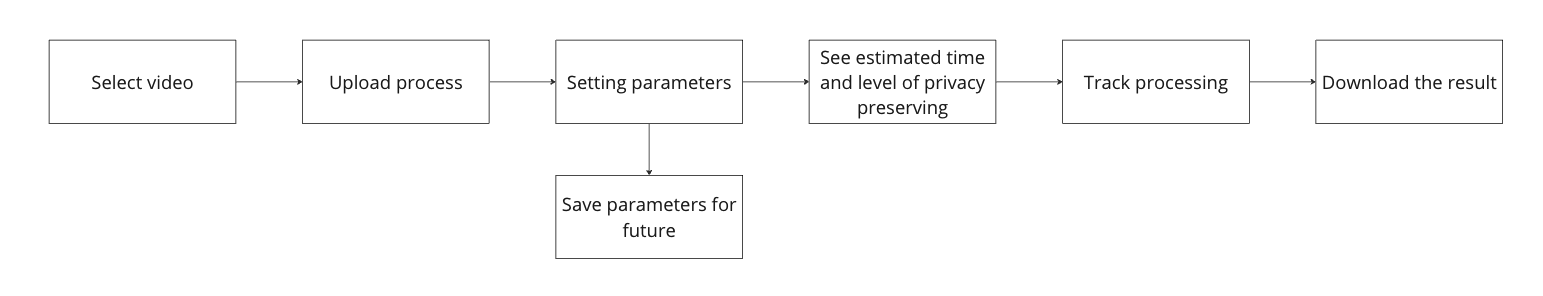 Select video
Upload process
Setting parameters
See estimated time
and level of privacy
preserving
Track processing
Download the result
Save parameters for
future